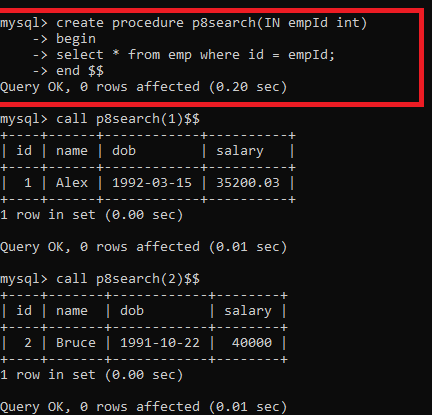 mysql> create procedure p8search(IN empId int)
    -> begin
    -> select * from emp where id = empId;
    -> end $$
Query OK, 0 rows affected (0.20 sec)
mysql> call p8search(1)$$
+----+------+------------+----------+
| id | name | dob        | salary   |
+----+------+------------+----------+
|  1 | Alex | 1992-03-15 | 35200.03 |
+----+------+------------+----------+
1 row in set (0.00 sec)
Query OK, 0 rows affected (0.01 sec)
mysql> call p8search(2)$$
+----+-------+------------+--------+
| id | name  | dob        | salary |
+----+-------+------------+--------+
|  2 | Bruce | 1991-10-22 |  40000 |
+----+-------+------------+--------+
1 row in set (0.00 sec)
Query OK, 0 rows affected (0.01 sec)